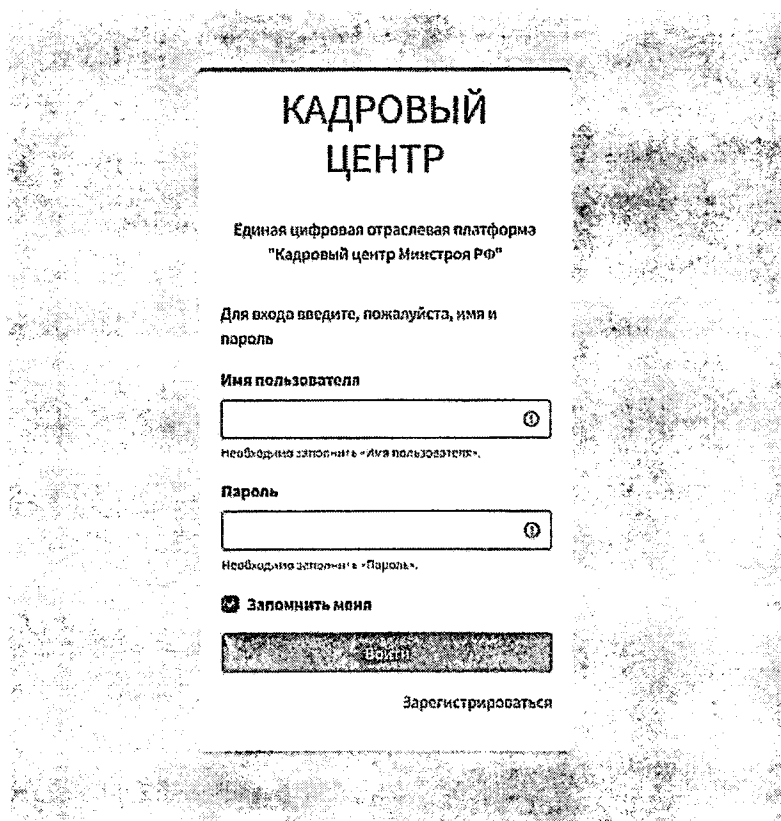 КАДРОВЫЙ
ЦЕНТР
Единая цифровая отраслевая платформа
"Кадровый центр Минстроя РФ"
Для входа введите, пожалуйста, имя и
пароль
Имя пользователя
Необходимо заполнить «Имя пользователя».
Пароль
Необходимо заполнить «Пароль».
Запомнить меня
Войти
Зарегистрироваться